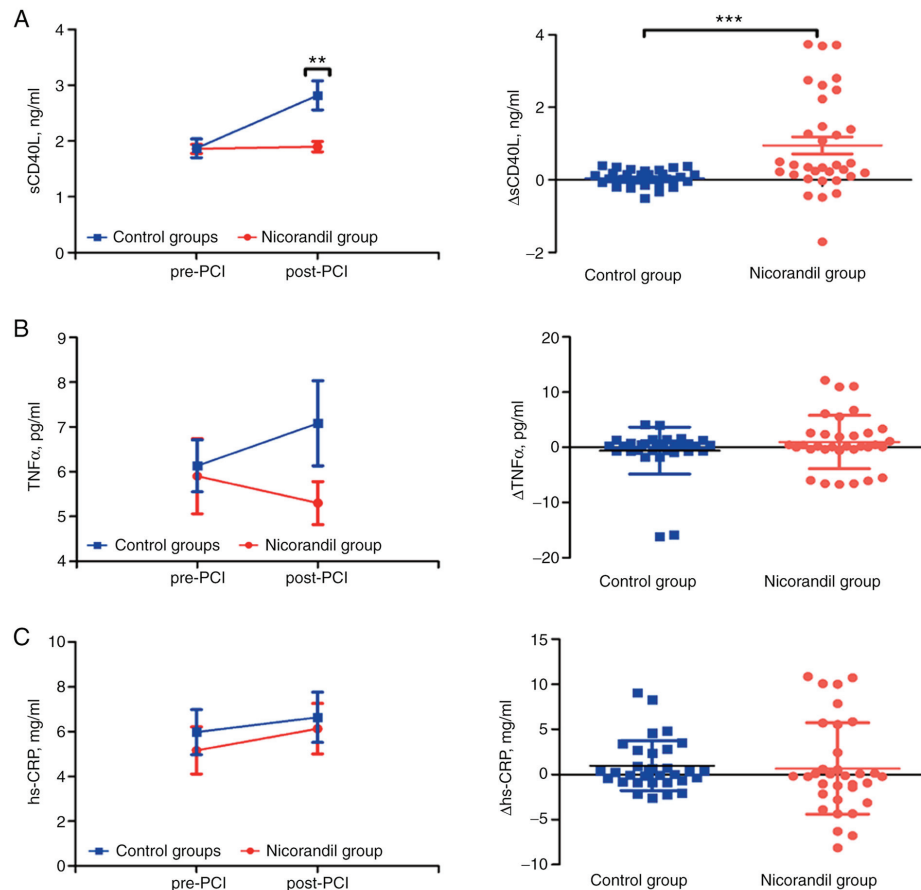 A
sCD40L, ng/ml
4
3
2
1
0
**
Control groups
Nicorandil group
pre-PCI
post-PCI
ΔsCD40L, ng/ml
4
2
0
−2
***
Control group
Nicorandil group
B
TNFα, pg/ml
9
8
7
6
5
4
Control groups
Nicorandil group
pre-PCI
post-PCI
ΔTNFα, pg/ml
20
10
0
−10
−20
Control group
Nicorandil group
C
hs-CRP, mg/ml
10
8
6
4
2
0
Control groups
Nicorandil group
pre-PCI
post-PCI
Δhs-CRP, mg/ml
15
10
5
0
−5
−10
Control group
Nicorandil group